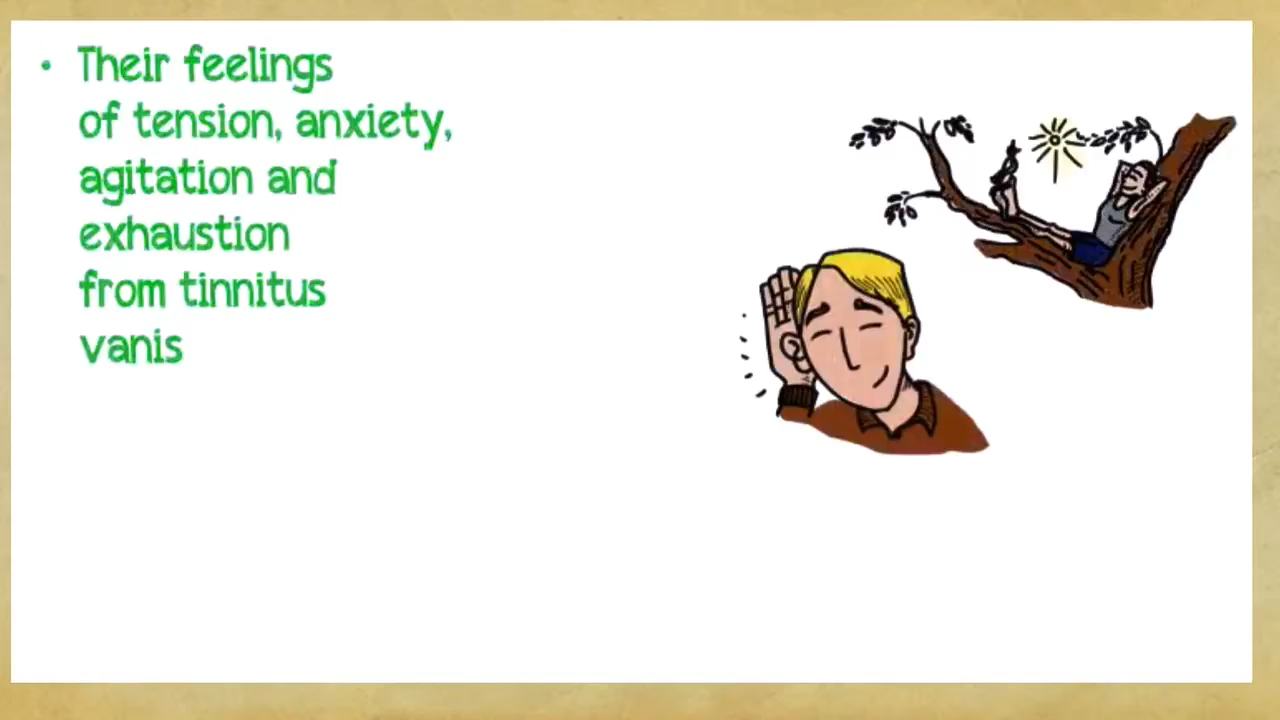 • Their feelings
of tension, anxiety,
agitation and
exhaustion
from tinnitus
vanis